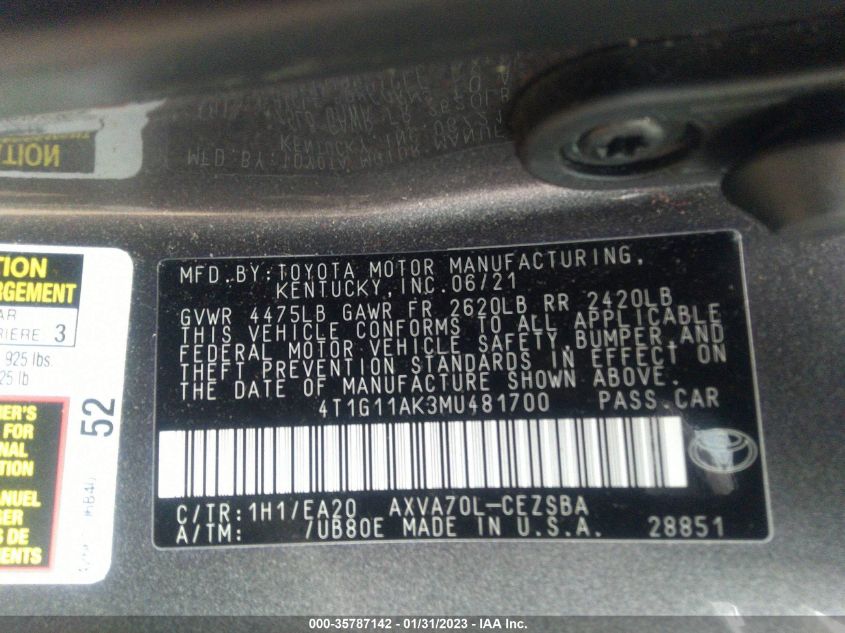 MFD. BY: TOYOTA MOTOR MANUFACTURING,
KENTUCKY, INC. 06/21
GVWR 4475LB GAWR FR 2620LB RR 2420LB
THIS VEHICLE CONFORMS TO ALL APPLICABLE
FEDERAL MOTOR VEHICLE SAFETY, BUMPER, AND
THEFT PREVENTION STANDARDS IN EFFECT ON
THE DATE OF MANUFACTURE SHOWN ABOVE.
4T1G11AK3MU481700 PASS. CAR
C/TR: 1H1/EA20 AXVA70L-CEZSBA
A/TM: 7UB80E MADE IN U.S.A. 28851
3
925 lbs
52
FOR
DE
000-35787142 - 01/31/2023 - IAA Inc.